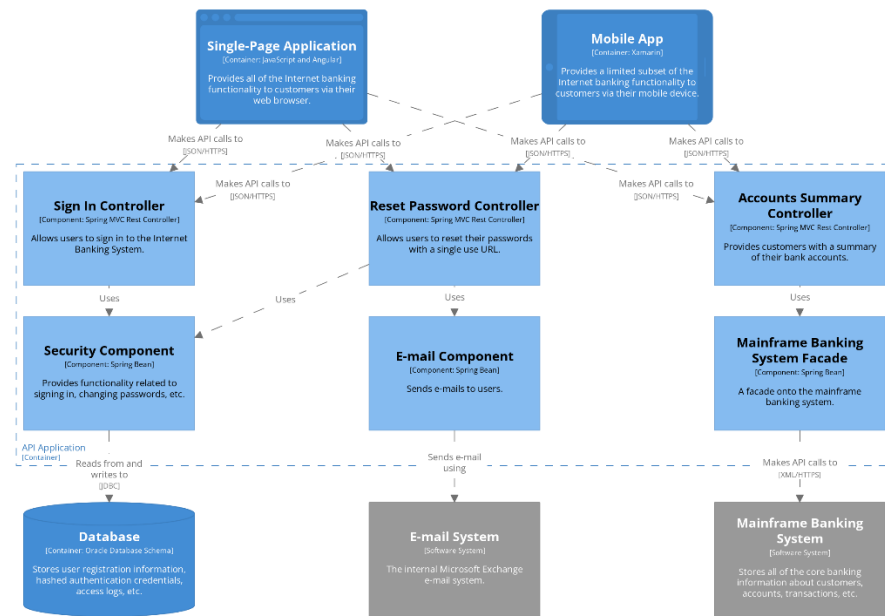 Single-Page Application
[Container: JavaScript and Angular]
Provides all of the Internet banking
functionality to customers via their
web browser.
Mobile App
[Container: Xamarin]
Provides a limited subset of the
Internet banking functionality to
customers via their mobile device.
Makes API calls to
[JSON/HTTPS]
Makes API calls to
[JSON/HTTPS]
Makes API calls to
[JSON/HTTPS]
Makes API calls to
[JSON/HTTPS]
Makes API calls to
[JSON/HTTPS]
Makes API calls to
[JSON/HTTPS]
Sign In Controller
[Component: Spring MVC Rest Controller]
Allows users to sign in to the Internet
Banking System.
Reset Password Controller
[Component: Spring MVC Rest Controller]
Allows users to reset their passwords
with a single use URL.
Accounts Summary
Controller
[Component: Spring MVC Rest Controller]
Provides customers with a summary
of their bank accounts.
Uses
Uses
Uses
Uses
Security Component
[Component: Spring Bean]
Provides functionality related to
signing in, changing passwords, etc.
E-mail Component
[Component: Spring Bean]
Sends e-mails to users.
Mainframe Banking
System Facade
[Component: Spring Bean]
A facade onto the mainframe
banking system.
API Application
[Container]
Reads from and
writes to
[JDBC]
Sends e-mail
using
Makes API calls to
[XML/HTTPS]
Database
[Container: Oracle Database Schema]
Stores user registration information,
hashed authentication credentials,
access logs, etc.
E-mail System
[Software System]
The internal Microsoft Exchange
e-mail system.
Mainframe Banking
System
[Software System]
Stores all of the core banking
information about customers,
accounts, transactions, etc.